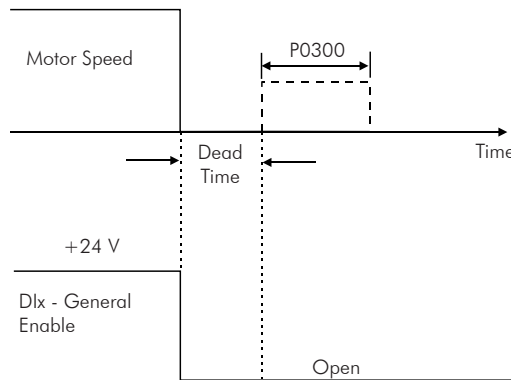 P0300
Motor Speed
Dead
Time
Time
+24 V
DIx - General
Enable
Open